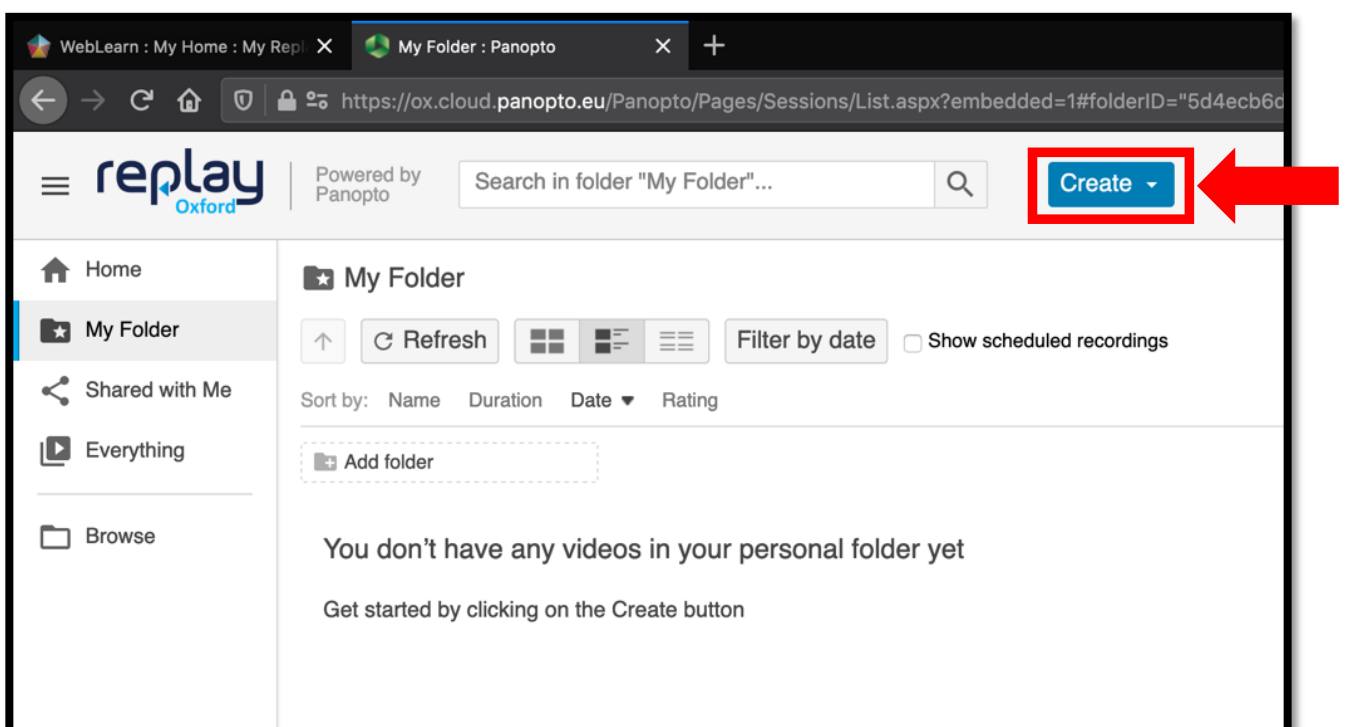 WebLearn : My Home : My Repl
My Folder : Panopto
https://ox.cloud.panopto.eu/Panopto/Pages/Sessions/List.aspx?embedded=1#folderID="5d4ecb6d
replay
Oxford
Powered by
Panopto
Search in folder "My Folder"...
Create
Home
My Folder
Shared with Me
Everything
Browse
My Folder
Refresh
Filter by date
Show scheduled recordings
Sort by: Name Duration Date Rating
Add folder
You don’t have any videos in your personal folder yet
Get started by clicking on the Create button